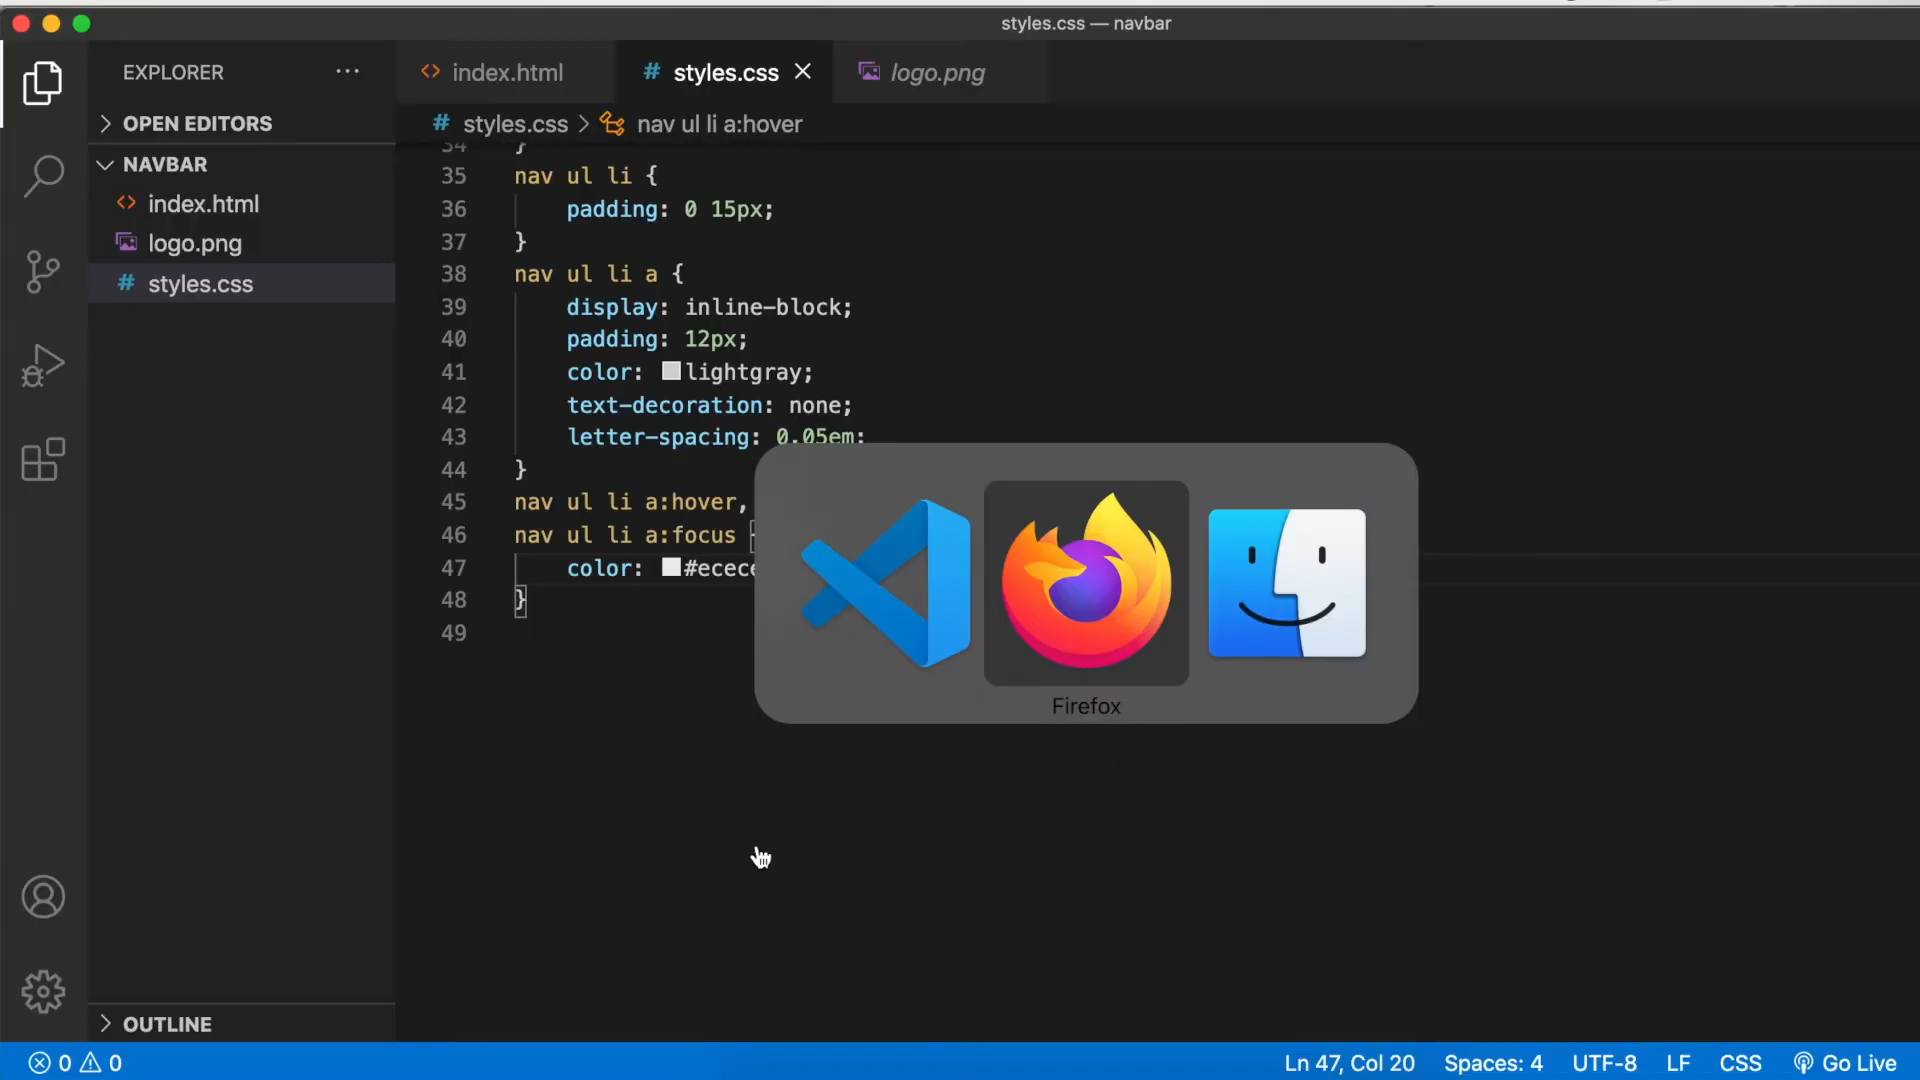 styles.css — navbar
EXPLORER
index.html
styles.css
logo.png
OPEN EDITORS
styles.css > nav ul li a:hover
NAVBAR
index.html
logo.png
styles.css
34 }
35 nav ul li {
36 padding: 0 15px;
37 }
38 nav ul li a {
39 display: inline-block;
40 padding: 12px;
41 color: lightgray;
42 text-decoration: none;
43 letter-spacing: 0.05em;
44 }
45 nav ul li a:hover,
46 nav ul li a:focus
47 color: #ecece
48 }
49
Firefox
OUTLINE
0 0
Ln 47, Col 20
Spaces: 4
UTF-8
LF
CSS
Go Live